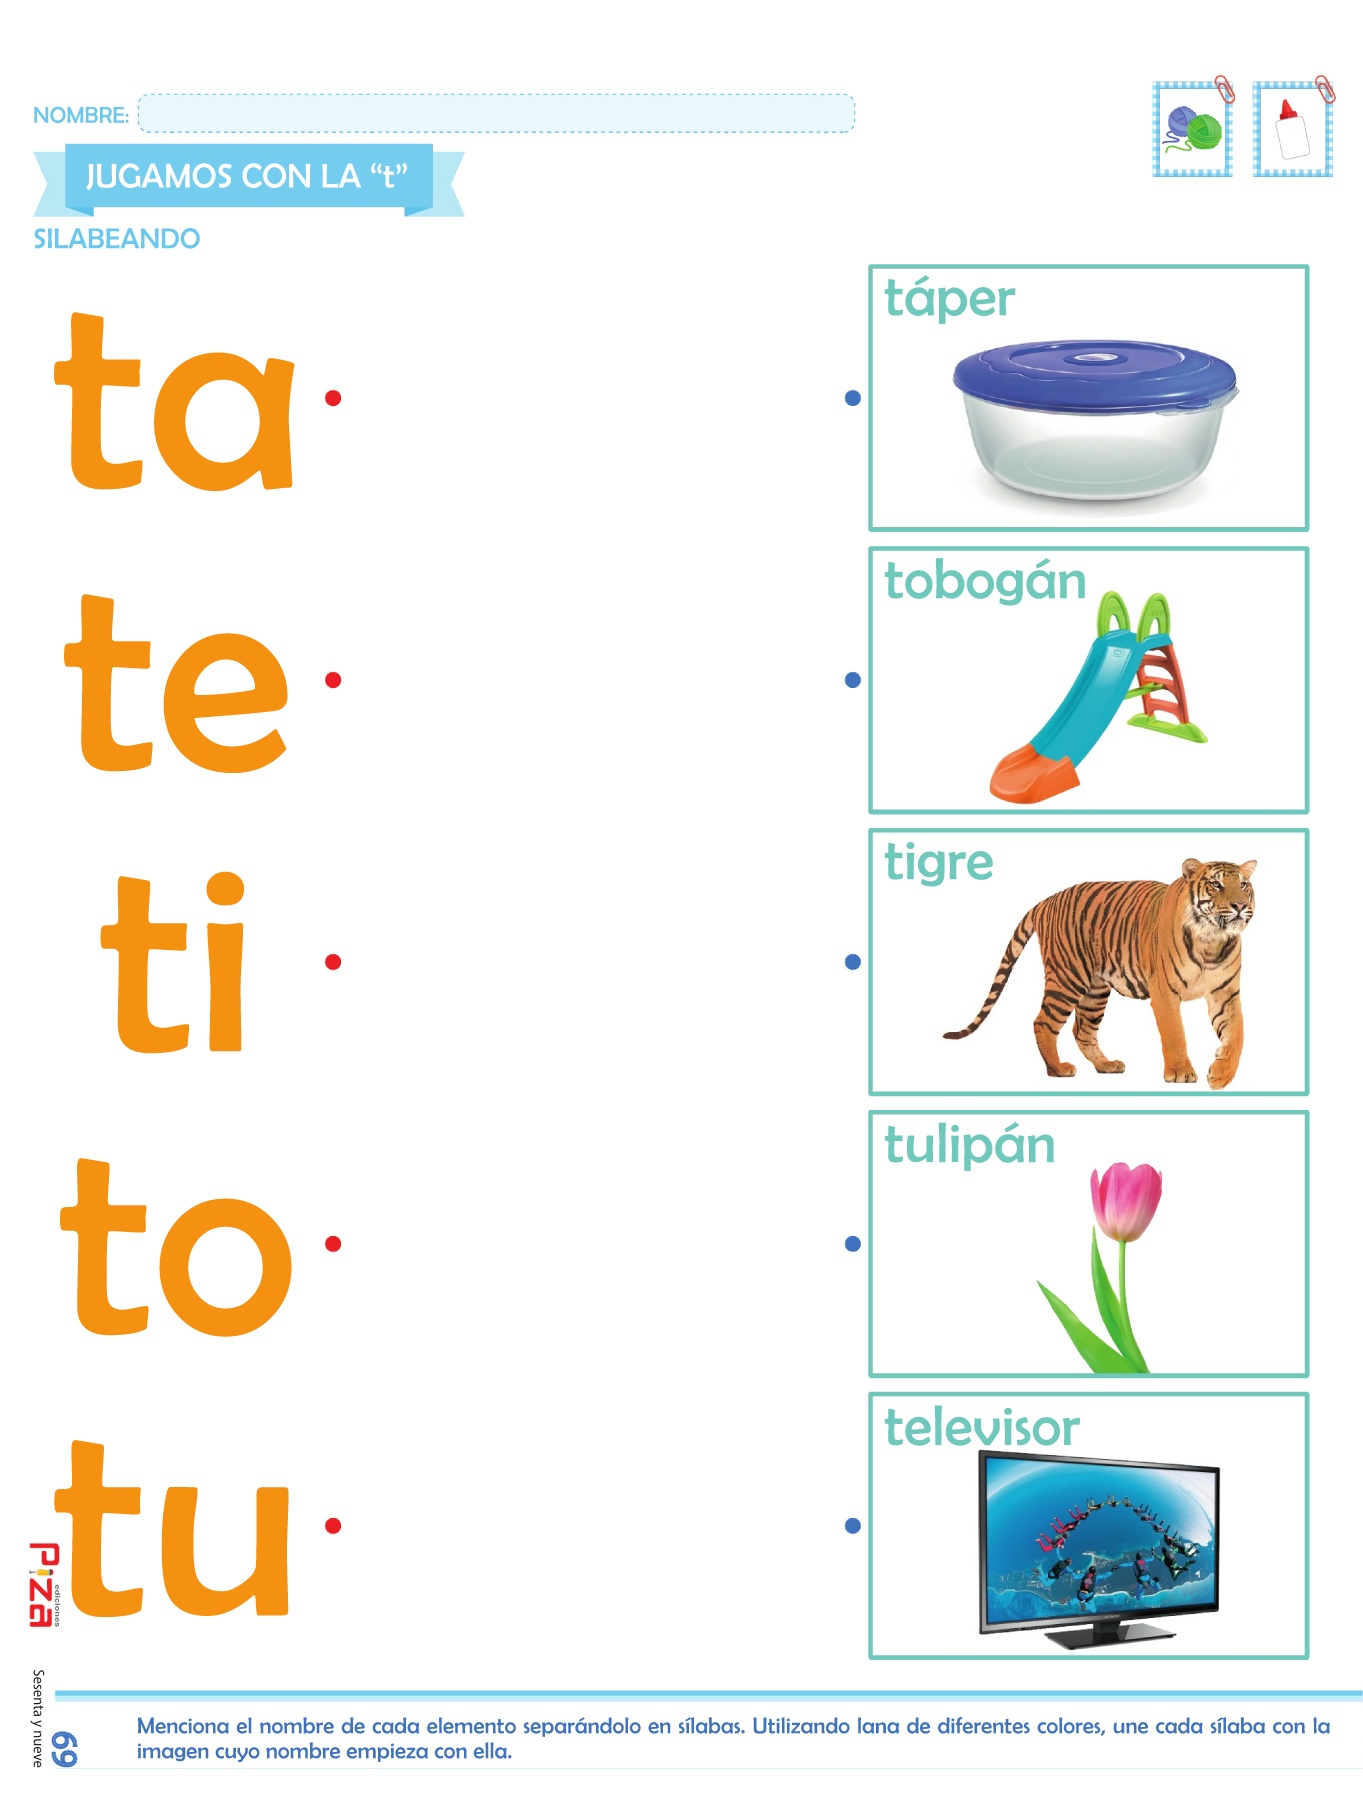 NOMBRE:
JUGAMOS CON LA “t”
SILABEANDO
ta
táper
te
tobogán
ti
tigre
to
tulipán
tu
televisor
Piza
ediciones
Sesenta y nueve
69
Menciona el nombre de cada elemento separándolo en sílabas. Utilizando lana de diferentes colores, une cada sílaba con la
imagen cuyo nombre empieza con ella.